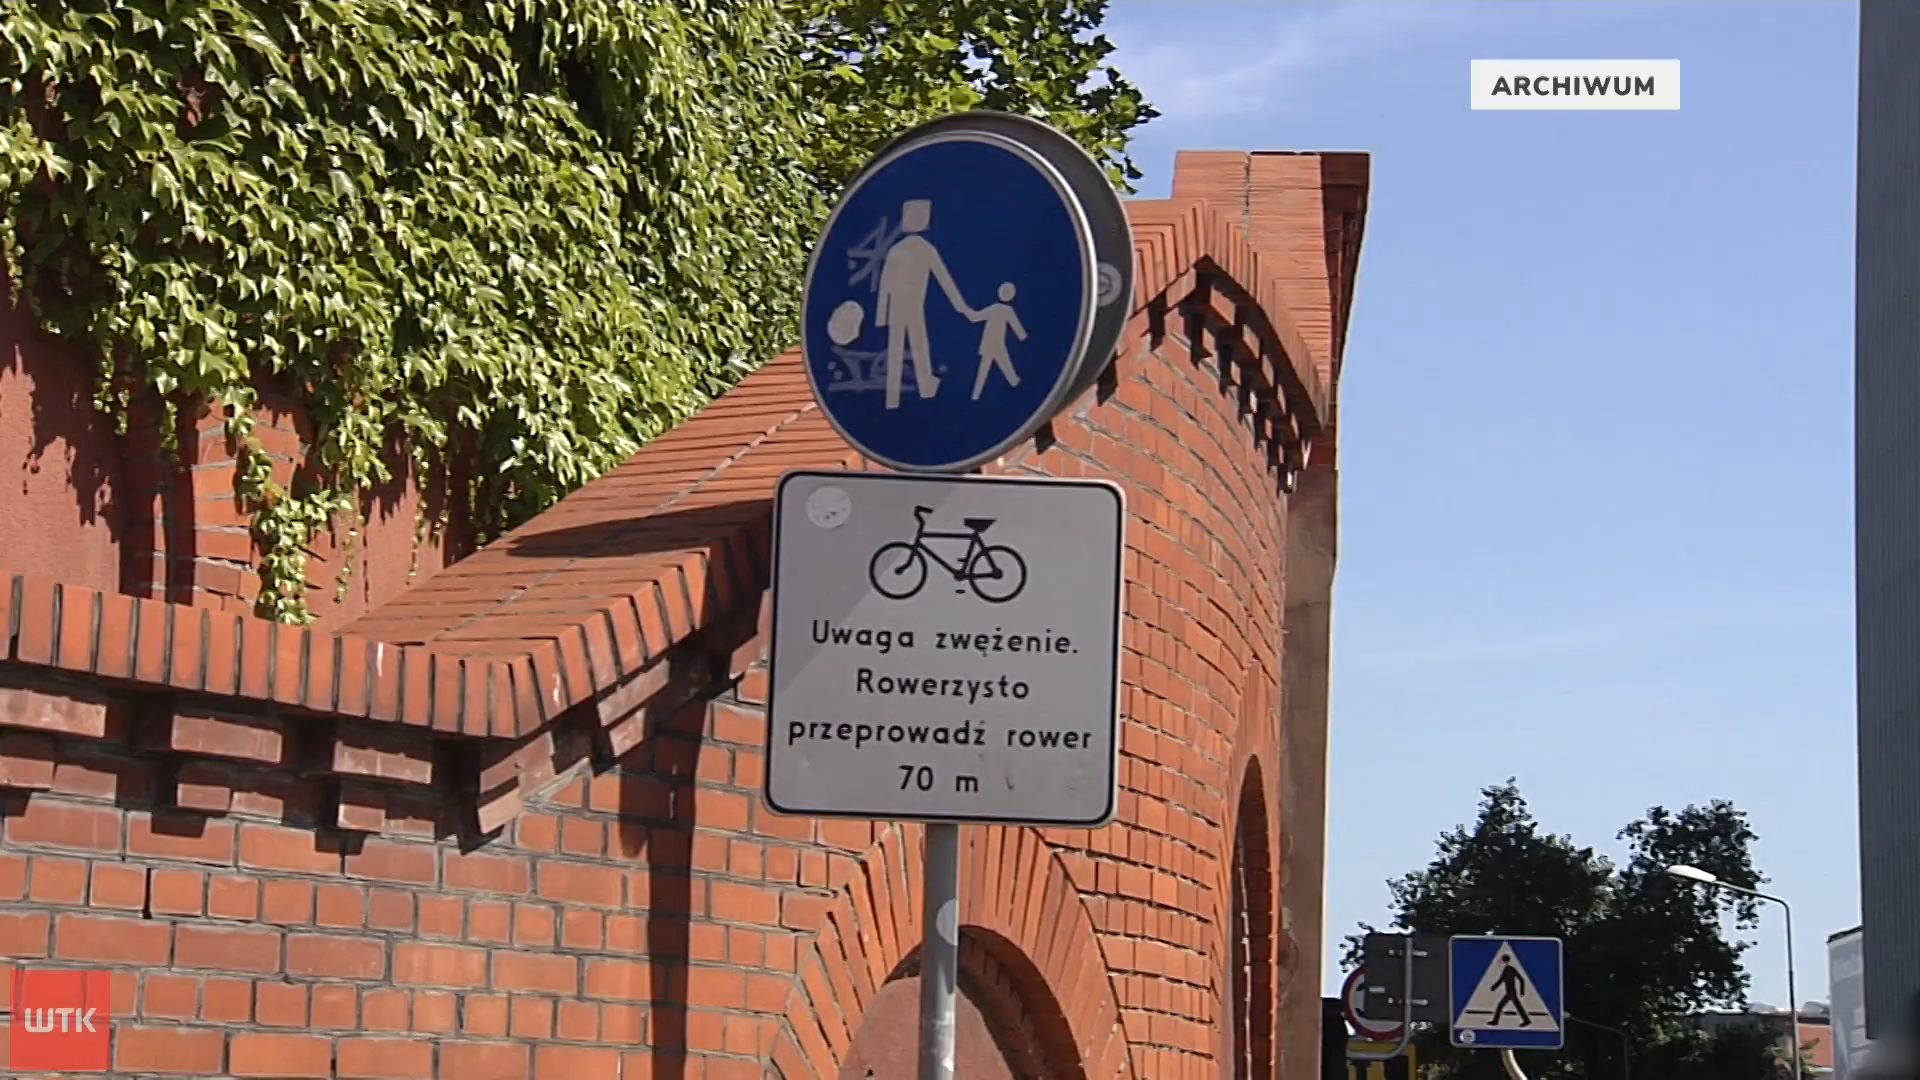 ARCHIWUM
Uwaga zwężenie.
Rowerzysto
przeprowadź rower
70 m
WTK